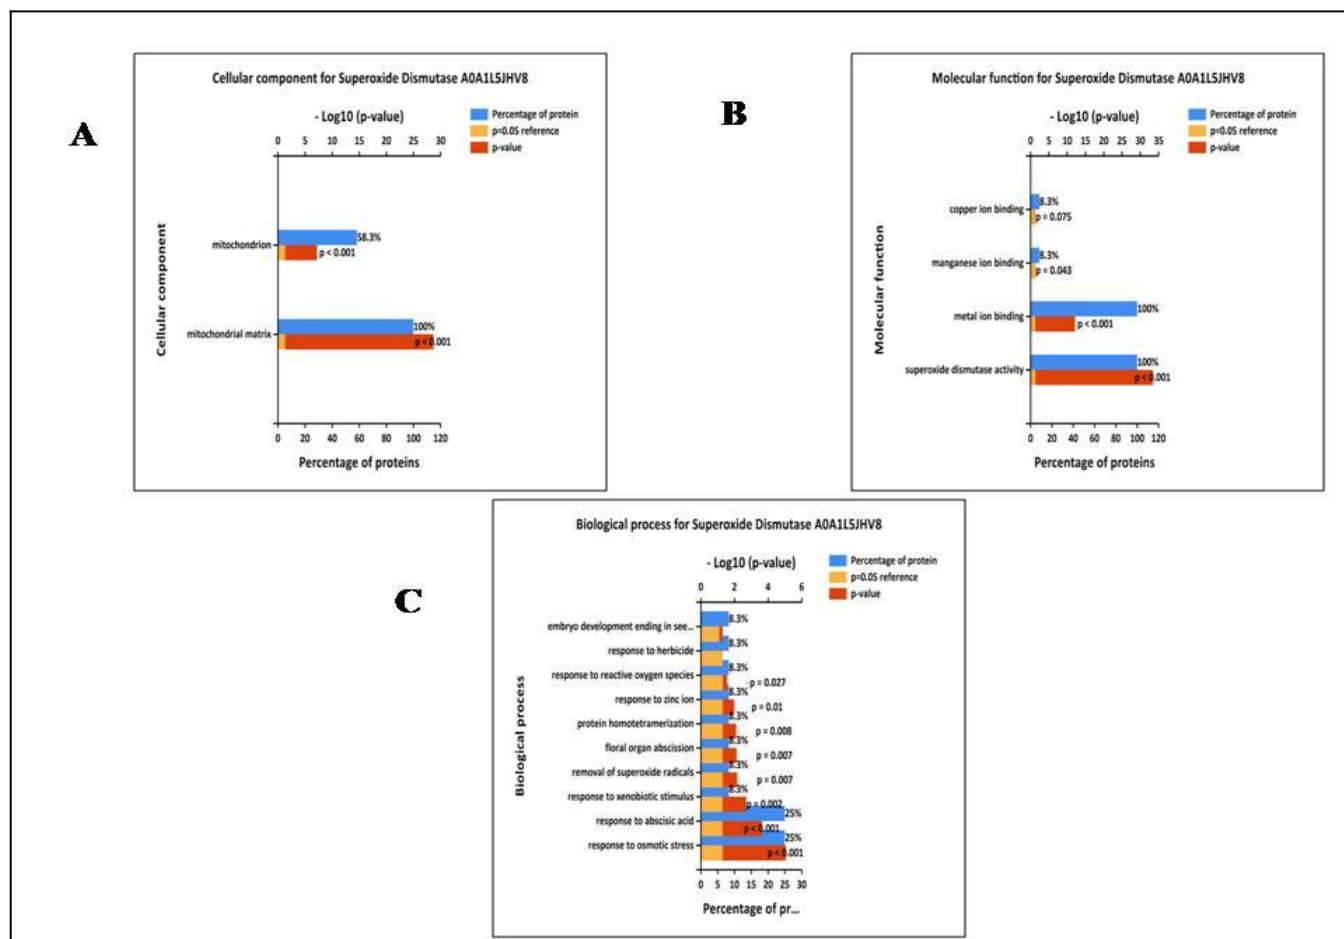 A
Cellular component for Superoxide Dismutase A0A1L5JHV8
- Log10 (p-value)
Percentage of protein
p=0.05 reference
p-value
0 5 10 15 20 25 30
Cellular component
mitochondrion
58.3%
p < 0.001
mitochondrial matrix
100%
p < 0.001
0 20 40 60 80 100 120
Percentage of proteins
B
Molecular function for Superoxide Dismutase A0A1L5JHV8
- Log10 (p-value)
Percentage of protein
p=0.05 reference
p-value
0 5 10 15 20 25 30 35
Molecular function
copper ion binding
8.3%
p = 0.075
manganese ion binding
8.3%
p = 0.043
metal ion binding
100%
p < 0.001
superoxide dismutase activity
100%
p < 0.001
0 20 40 60 80 100 120
Percentage of proteins
C
Biological process for Superoxide Dismutase A0A1L5JHV8
- Log10 (p-value)
Percentage of protein
p=0.05 reference
p-value
0 2 4 6
Biological process
embryo development ending in see...
8.3%
response to herbicide
8.3%
response to reactive oxygen species
8.3%
p = 0.027
response to zinc ion
8.3%
p = 0.01
protein homotetramerization
8.3%
p = 0.008
floral organ abscission
8.3%
p = 0.007
removal of superoxide radicals
8.3%
p = 0.007
response to xenobiotic stimulus
8.3%
p = 0.002
response to abscisic acid
25%
p < 0.001
response to osmotic stress
25%
p < 0.001
0 5 10 15 20 25 30
Percentage of pr...